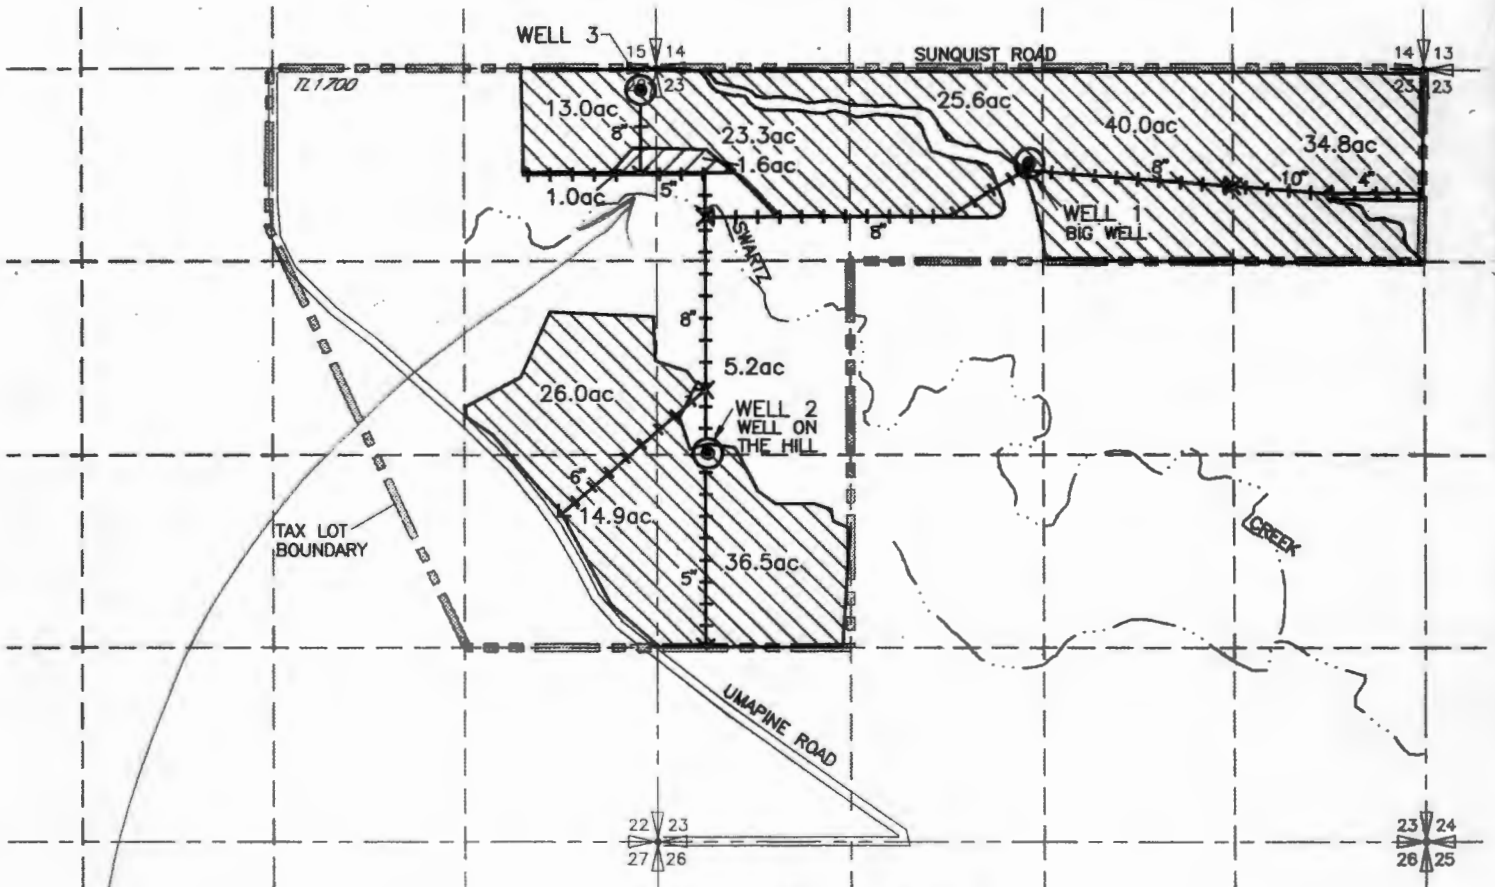 WELL 3
15 14
SUNQUIST ROAD
14 13
TL1700
23
23 23
13.0ac
25.6ac
40.0ac
8"
23.3ac
34.8ac
1.6ac
8"
10"
4"
1.0ac
5"
WELL 1
BIG WELL
8"
SWARTZ
8"
5.2ac
26.0ac
WELL 2
WELL ON
THE HILL
6"
14.9ac
TAX LOT
BOUNDARY
CREEK
36.5ac
5"
UMAPINE ROAD
22 23
27 26
23 24
26 25